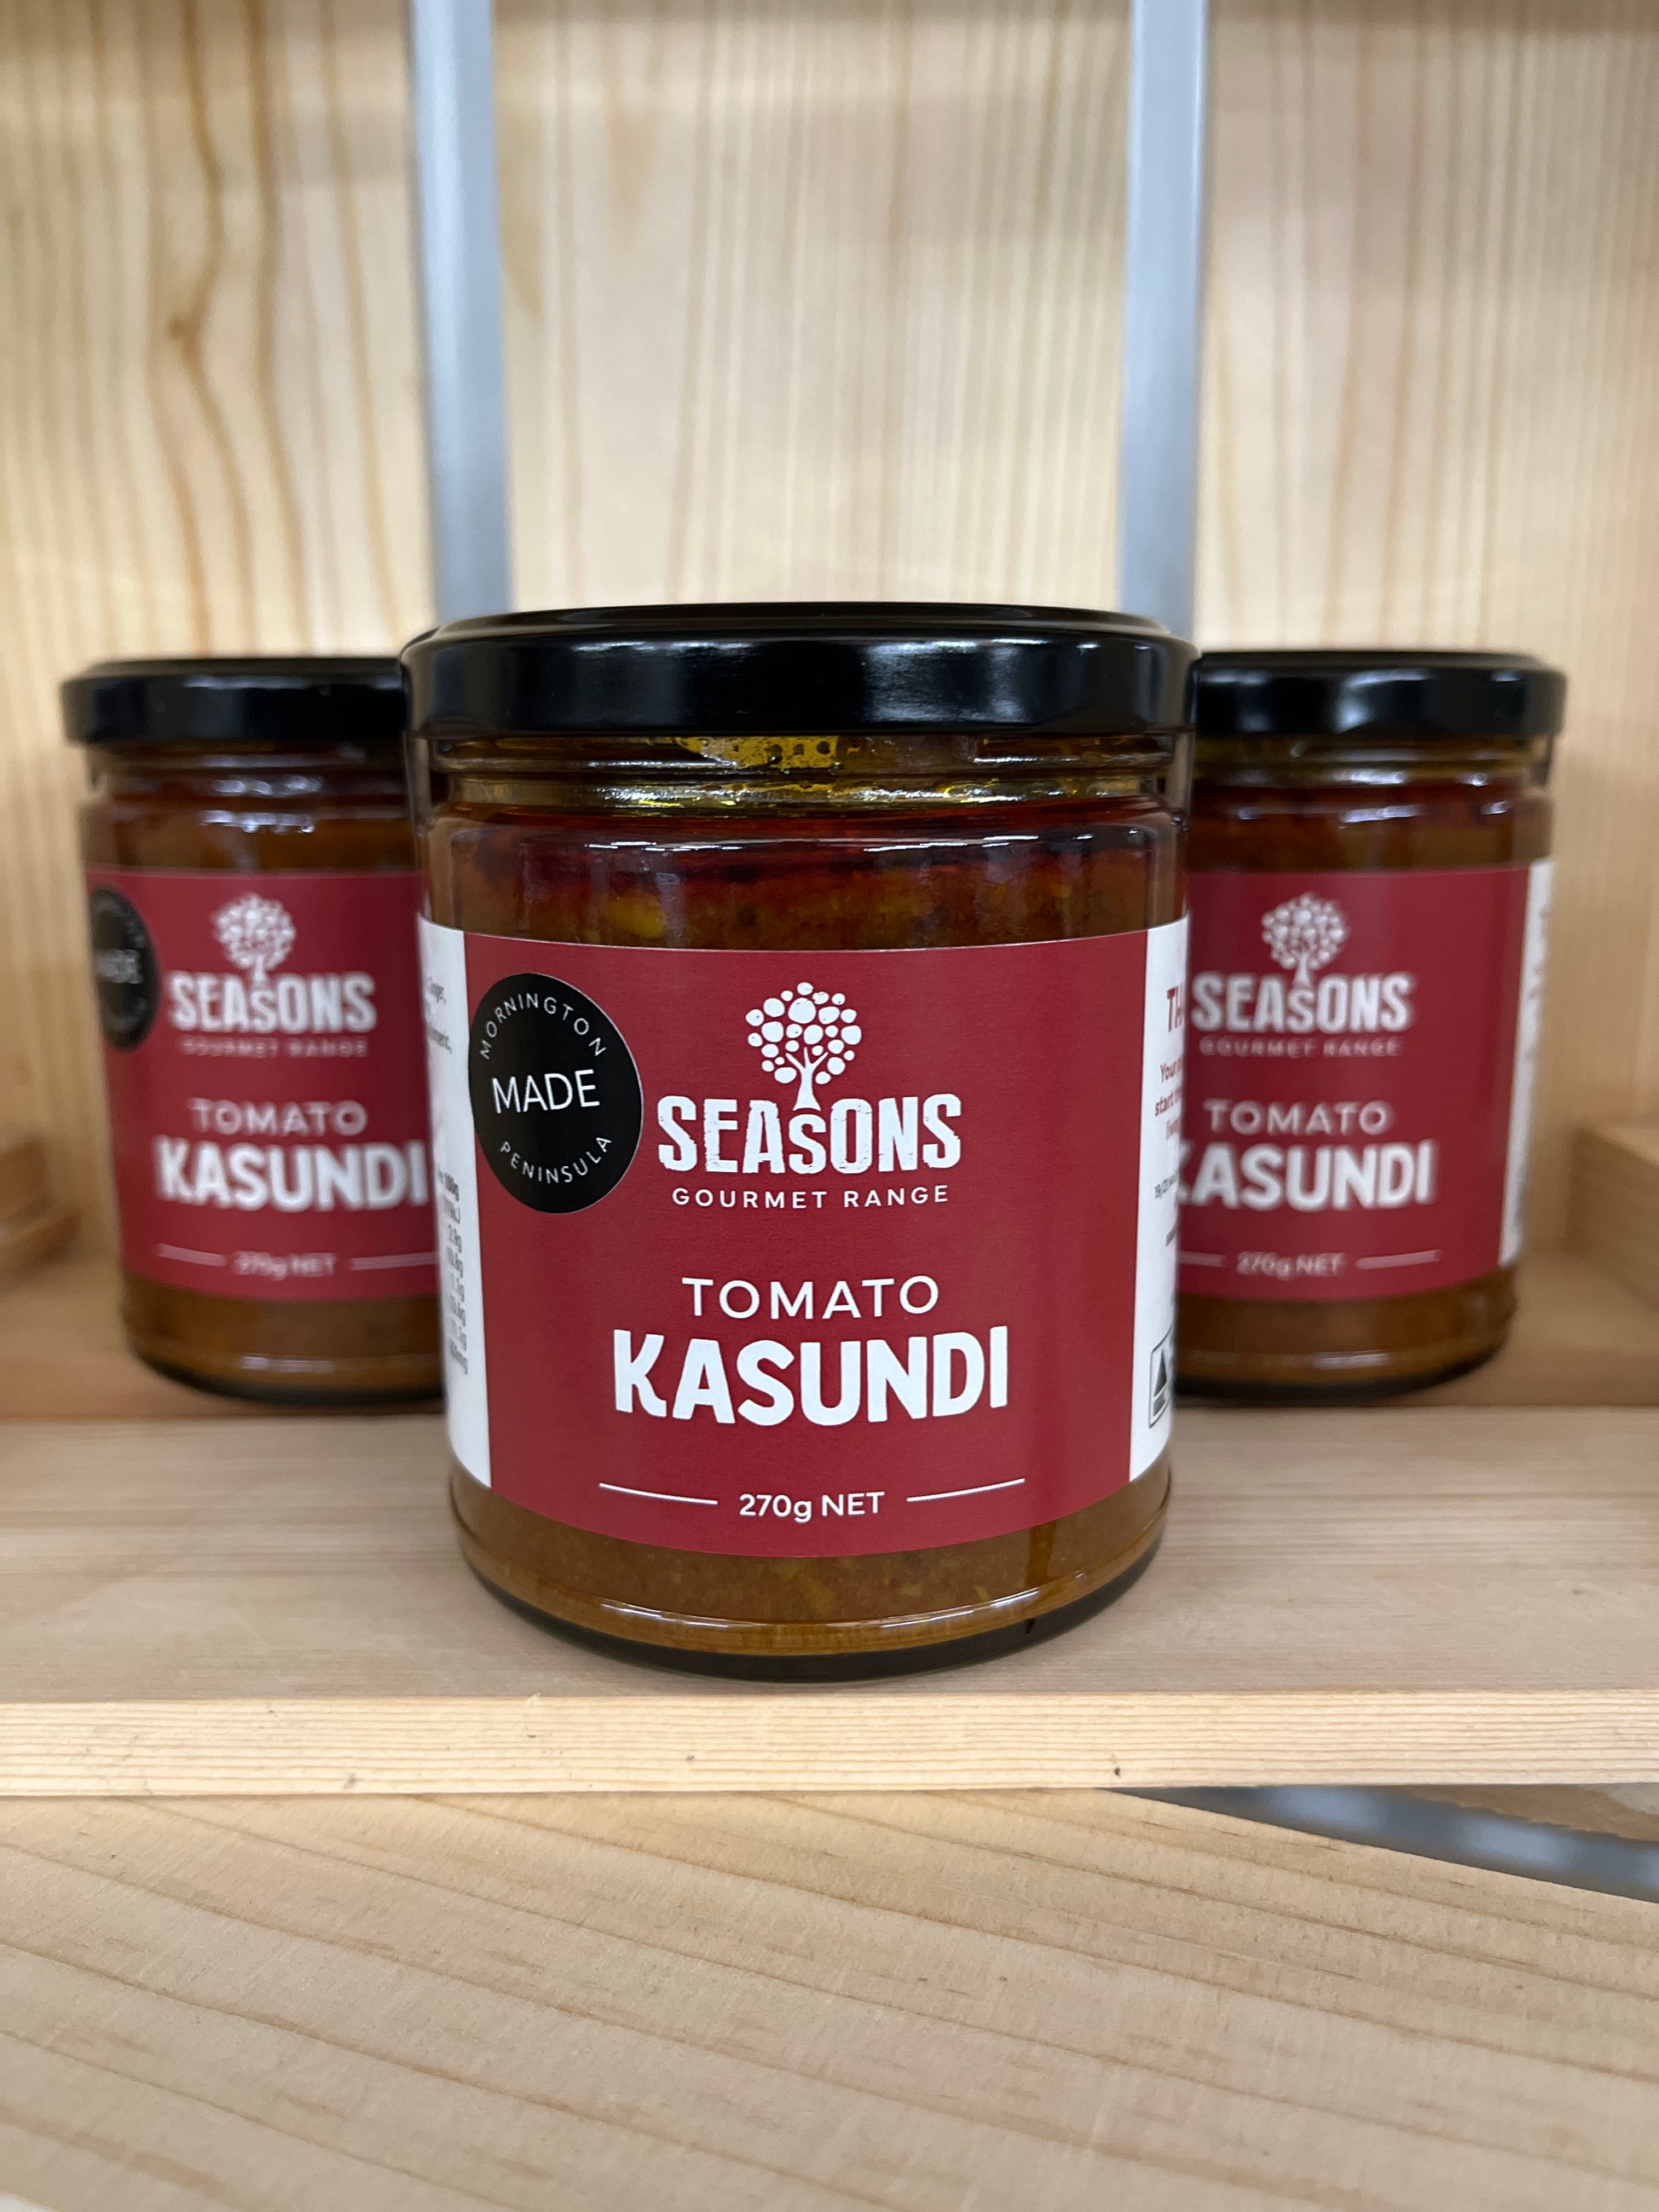 MORNINGTON
MADE
PENINSULA
SEASONS
GOURMET RANGE
TOMATO
KASUNDI
270g NET
SEASONS
GOURMET RANGE
TOMATO
KASUNDI
270g NET
SEASONS
GOURMET RANGE
TOMATO
KASUNDI
270g NET